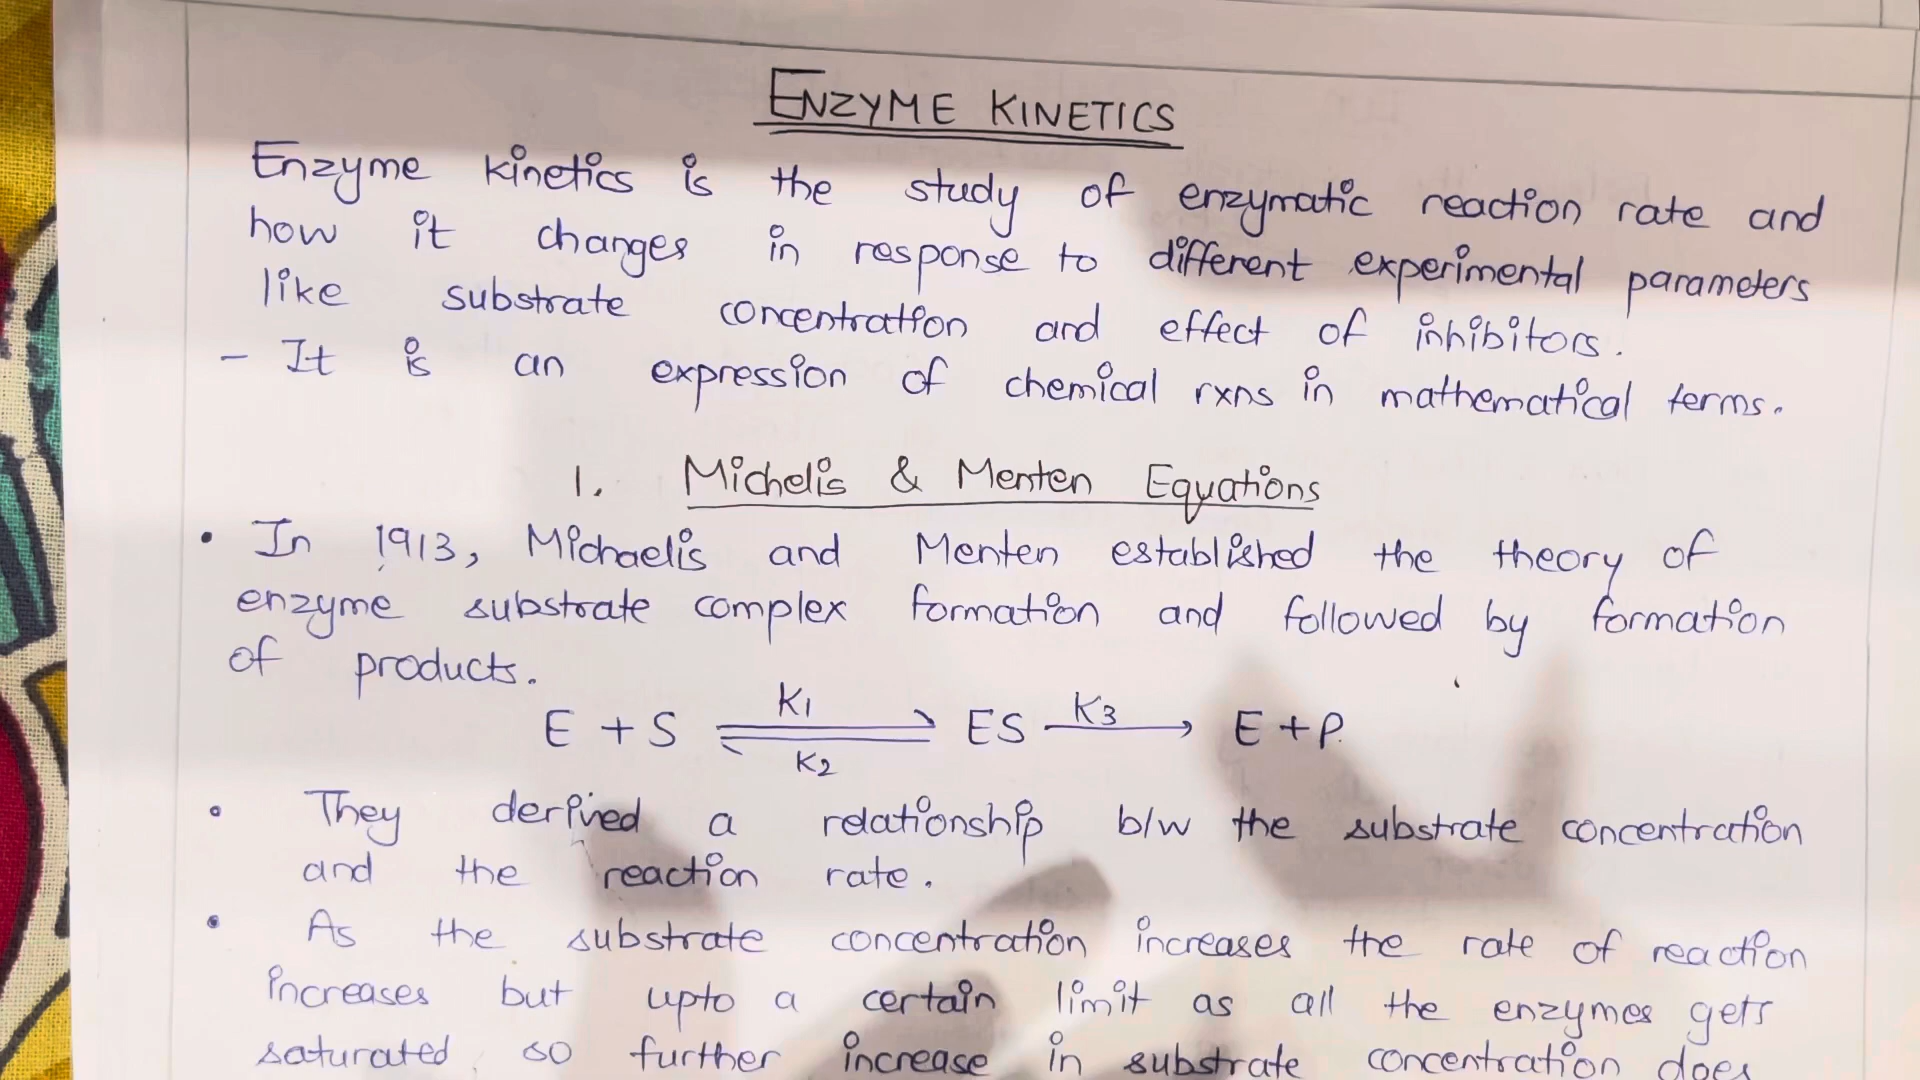 ENZYME KINETICS
Enzyme kinetics is the study of enzymatic reaction rate and
how it changes in response to different experimental parameters
like substrate concentration and effect of inhibitors.
- It is an expression of chemical rxns in mathematical terms.
1. Michelis & Menten Equations
• In 1913, Michaelis and Menten established the theory of
enzyme substrate complex formation and followed by formation
of products.
E + S ⇌ ES → E + P
K1 K3
K2
• They derived a relationship b/w the substrate concentration
and the reaction rate.
• As the substrate concentration increases the rate of reaction
increases but upto a certain limit as all the enzymes gets
saturated, so further increase in substrate concentration does